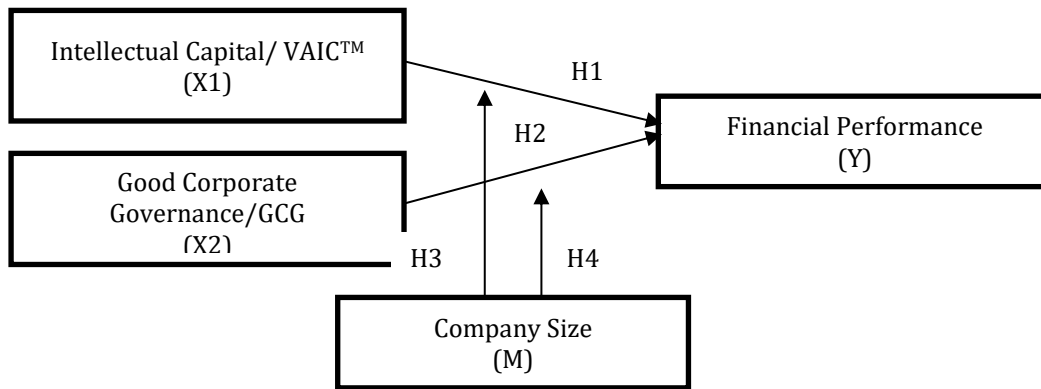 Intellectual Capital/ VAIC™
(X1)
H1
Financial Performance
(Y)
H2
Good Corporate
Governance/GCG
(X2)
H3
H4
Company Size
(M)